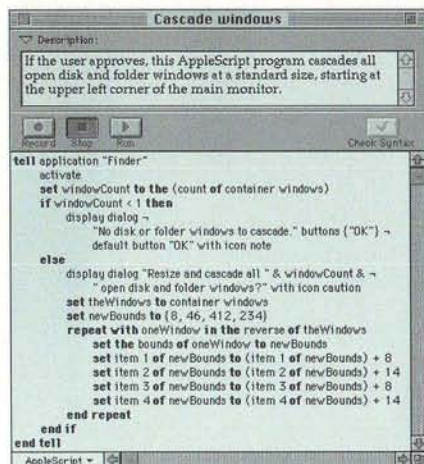 Cascade windows
Description:
If the user approves, this AppleScript program cascades all
open disk and folder windows at a standard size, starting at
the upper left corner of the main monitor.
Record Stop Run Check Syntax
tell application "Finder"
activate
set windowCount to the (count of container windows)
if windowCount < 1 then
display dialog ¬
"No disk or folder windows to cascade." buttons {"OK"} ¬
default button "OK" with icon note
else
display dialog "Resize and cascade all " & windowCount & ¬
" open disk and folder windows?" with icon caution
set theWindows to container windows
set newBounds to {8, 46, 412, 234}
repeat with oneWindow in the reverse of theWindows
set the bounds of oneWindow to newBounds
set item 1 of newBounds to (item 1 of newBounds) + 8
set item 2 of newBounds to (item 2 of newBounds) + 14
set item 3 of newBounds to (item 3 of newBounds) + 8
set item 4 of newBounds to (item 4 of newBounds) + 14
end repeat
end if
end tell
AppleScript